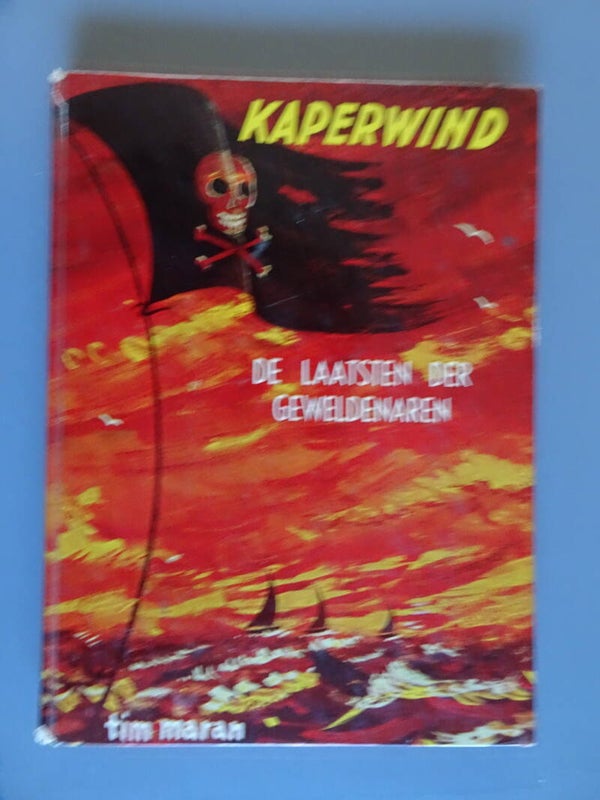 KAPERWIND
DE LAATSTEN DER
GEWELDENAREN
tim maran